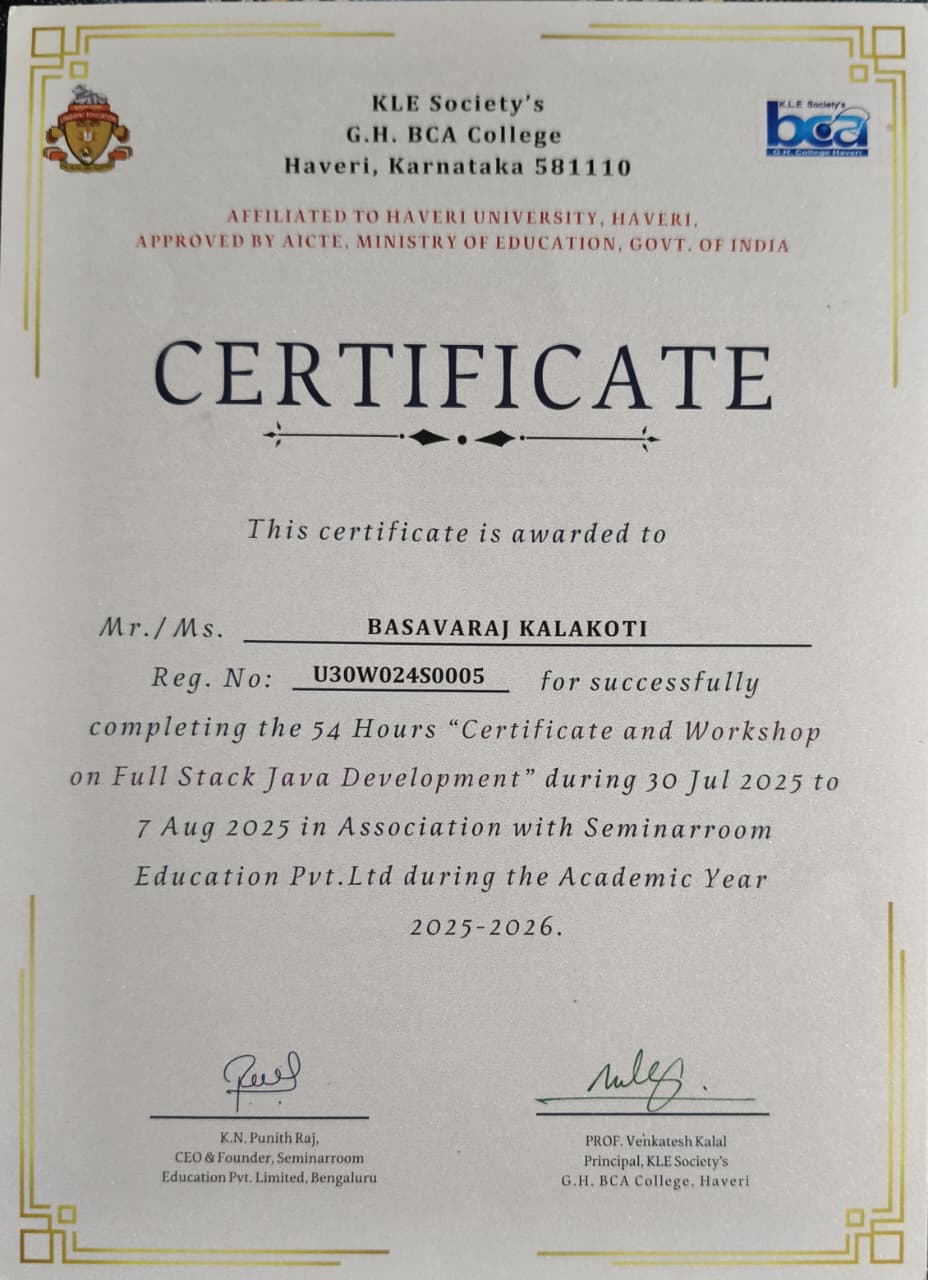 KLE Society's
G.H. BCA College
Haveri, Karnataka 581110
K.L.E Society's
bca
G.H. College Haveri
AFFILIATED TO HAVERI UNIVERSITY, HAVERI,
APPROVED BY AICTE, MINISTRY OF EDUCATION, GOVT. OF INDIA
CERTIFICATE
This certificate is awarded to
Mr./Ms. BASAVARAJ KALAKOTI
Reg. No: U30W024S0005 for successfully
completing the 54 Hours “Certificate and Workshop
on Full Stack Java Development” during 30 Jul 2025 to
7 Aug 2025 in Association with Seminarroom
Education Pvt.Ltd during the Academic Year
2025-2026.
K.N. Punith Raj,
CEO & Founder, Seminarroom
Education Pvt. Limited, Bengaluru
PROF. Venkatesh Kalal
Principal, KLE Society's
G.H. BCA College, Haveri